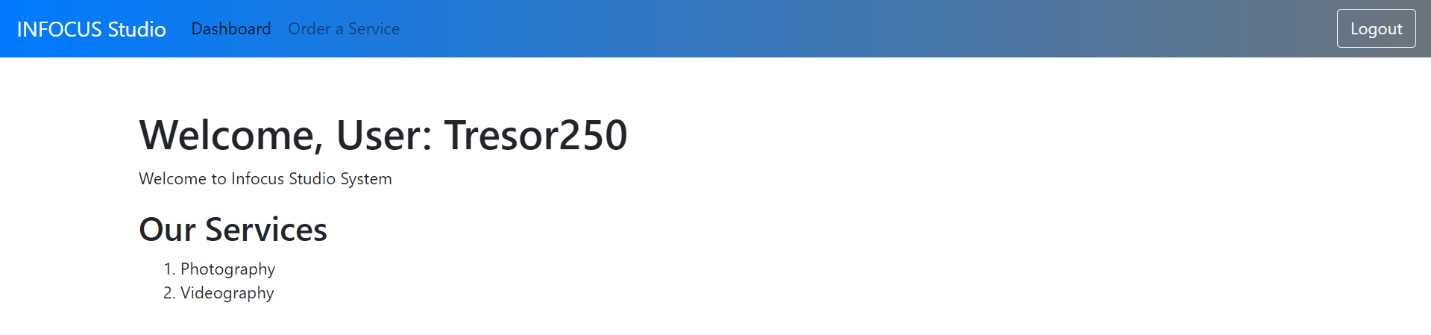 INFOCUS Studio Dashboard Order a Service Logout
Welcome, User: Tresor250
Welcome to Infocus Studio System
Our Services
1. Photography
2. Videography